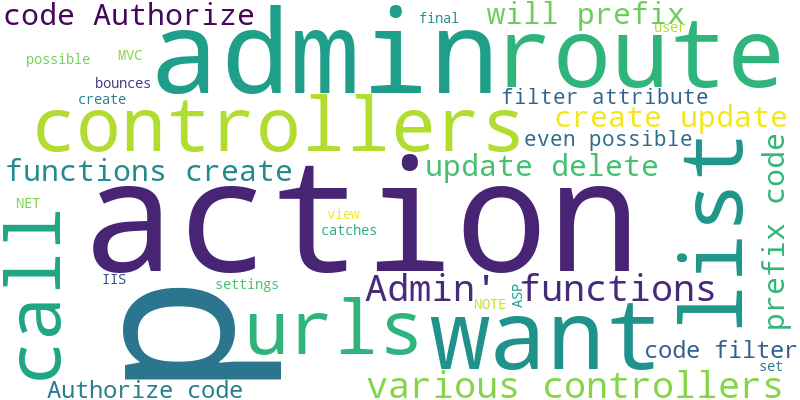 code Authorize
final
will prefix
user
admin
route
possible
MVC
bounces
create
controllers
filter attribute
create update
even possible
functions create
update delete
action
list
prefix code
NET
call
view
catches
IIS
settings
Admin' functions
NOTE
ASP
p
urls
want
code filter
set
Authorize code
various controllers